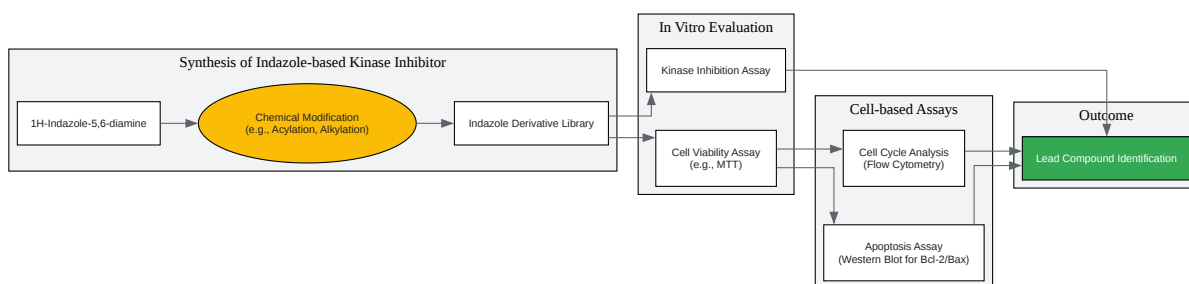 Synthesis of Indazole-based Kinase Inhibitor
1H-Indazole-5,6-diamine
Chemical Modification
(e.g., Acylation, Alkylation)
Indazole Derivative Library
In Vitro Evaluation
Kinase Inhibition Assay
Cell Viability Assay
(e.g., MTT)
Cell-based Assays
Cell Cycle Analysis
(Flow Cytometry)
Apoptosis Assay
(Western Blot for Bcl-2/Bax)
Outcome
Lead Compound Identification